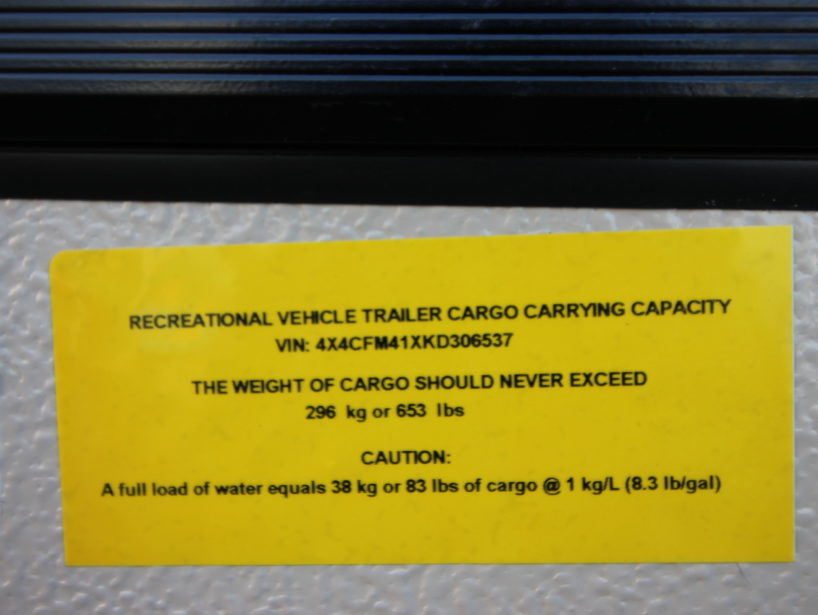 RECREATIONAL VEHICLE TRAILER CARGO CARRYING CAPACITY
VIN: 4X4CFM41XKD306537
THE WEIGHT OF CARGO SHOULD NEVER EXCEED
296 kg or 653 lbs
CAUTION:
A full load of water equals 38 kg or 83 lbs of cargo @ 1 kg/L (8.3 lb/gal)